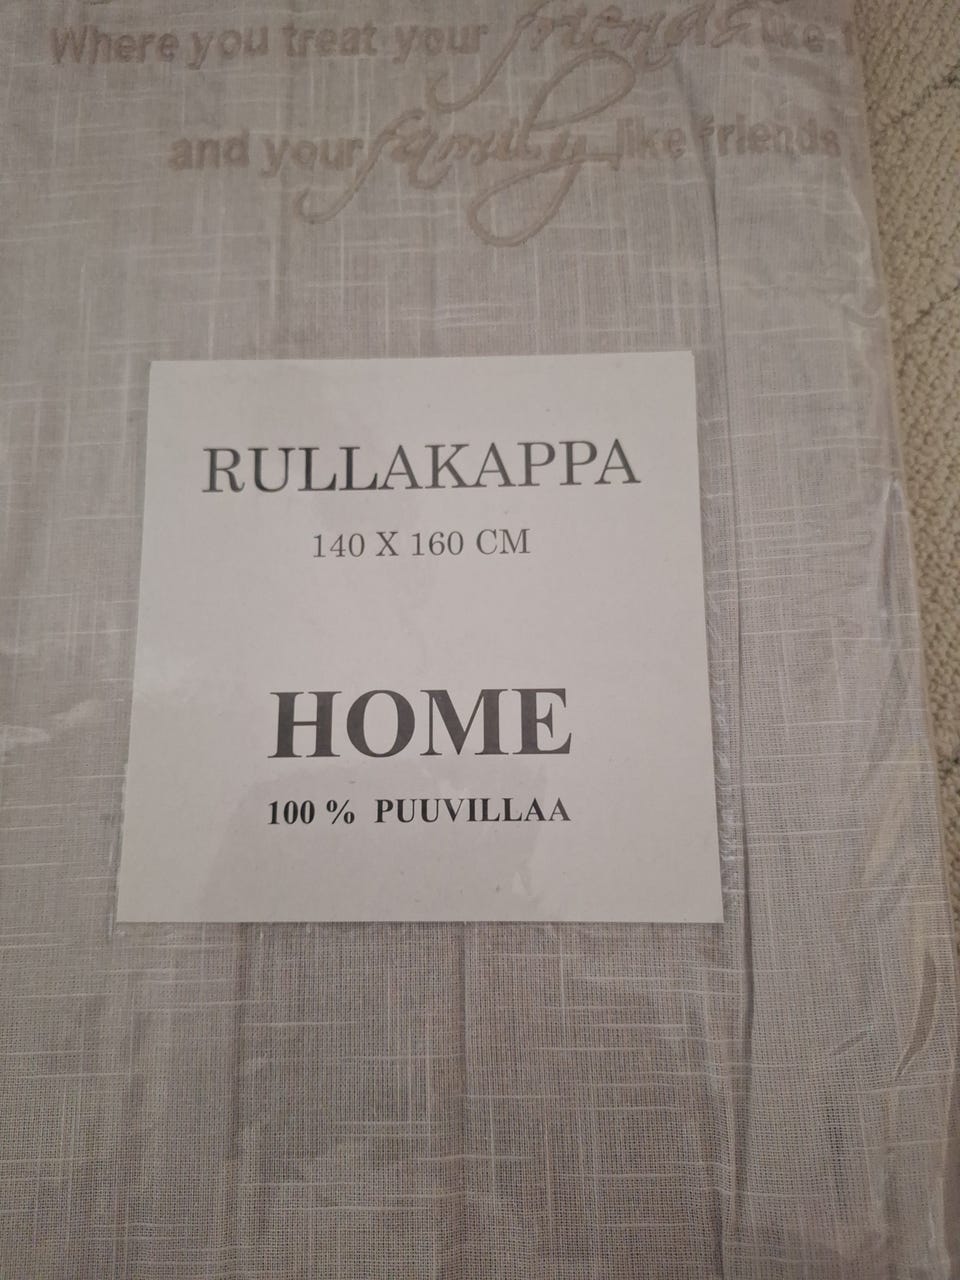 Where you treat your friends like
and your family like friends
RULLAKAPPA
140 X 160 CM
HOME
100 % PUUVILLAA